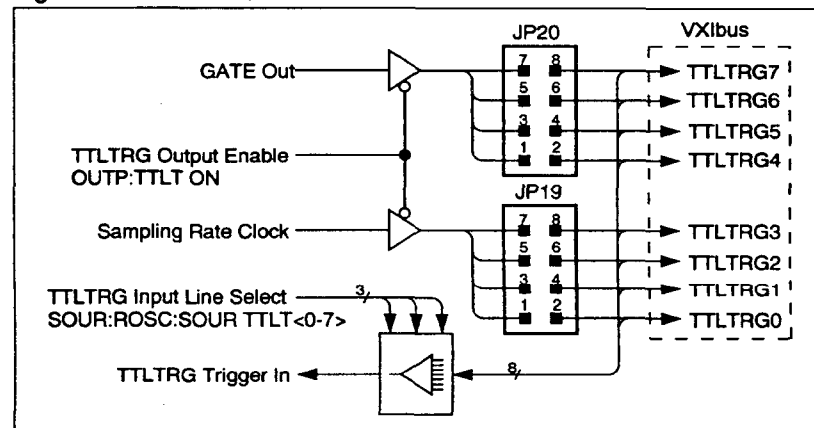 JP20 VXIbus
GATE Out 7 8 TTLTRG7
5 6 TTLTRG6
3 4 TTLTRG5
TTLTRG Output Enable 1 2 TTLTRG4
OUTP:TTLT ON
JP19
Sampling Rate Clock 7 8 TTLTRG3
5 6 TTLTRG2
TTLTRG Input Line Select 3 3 4 TTLTRG1
SOUR:ROSC:SOUR TTLT<0-7> 1 2 TTLTRG0
TTLTRG Trigger In 8